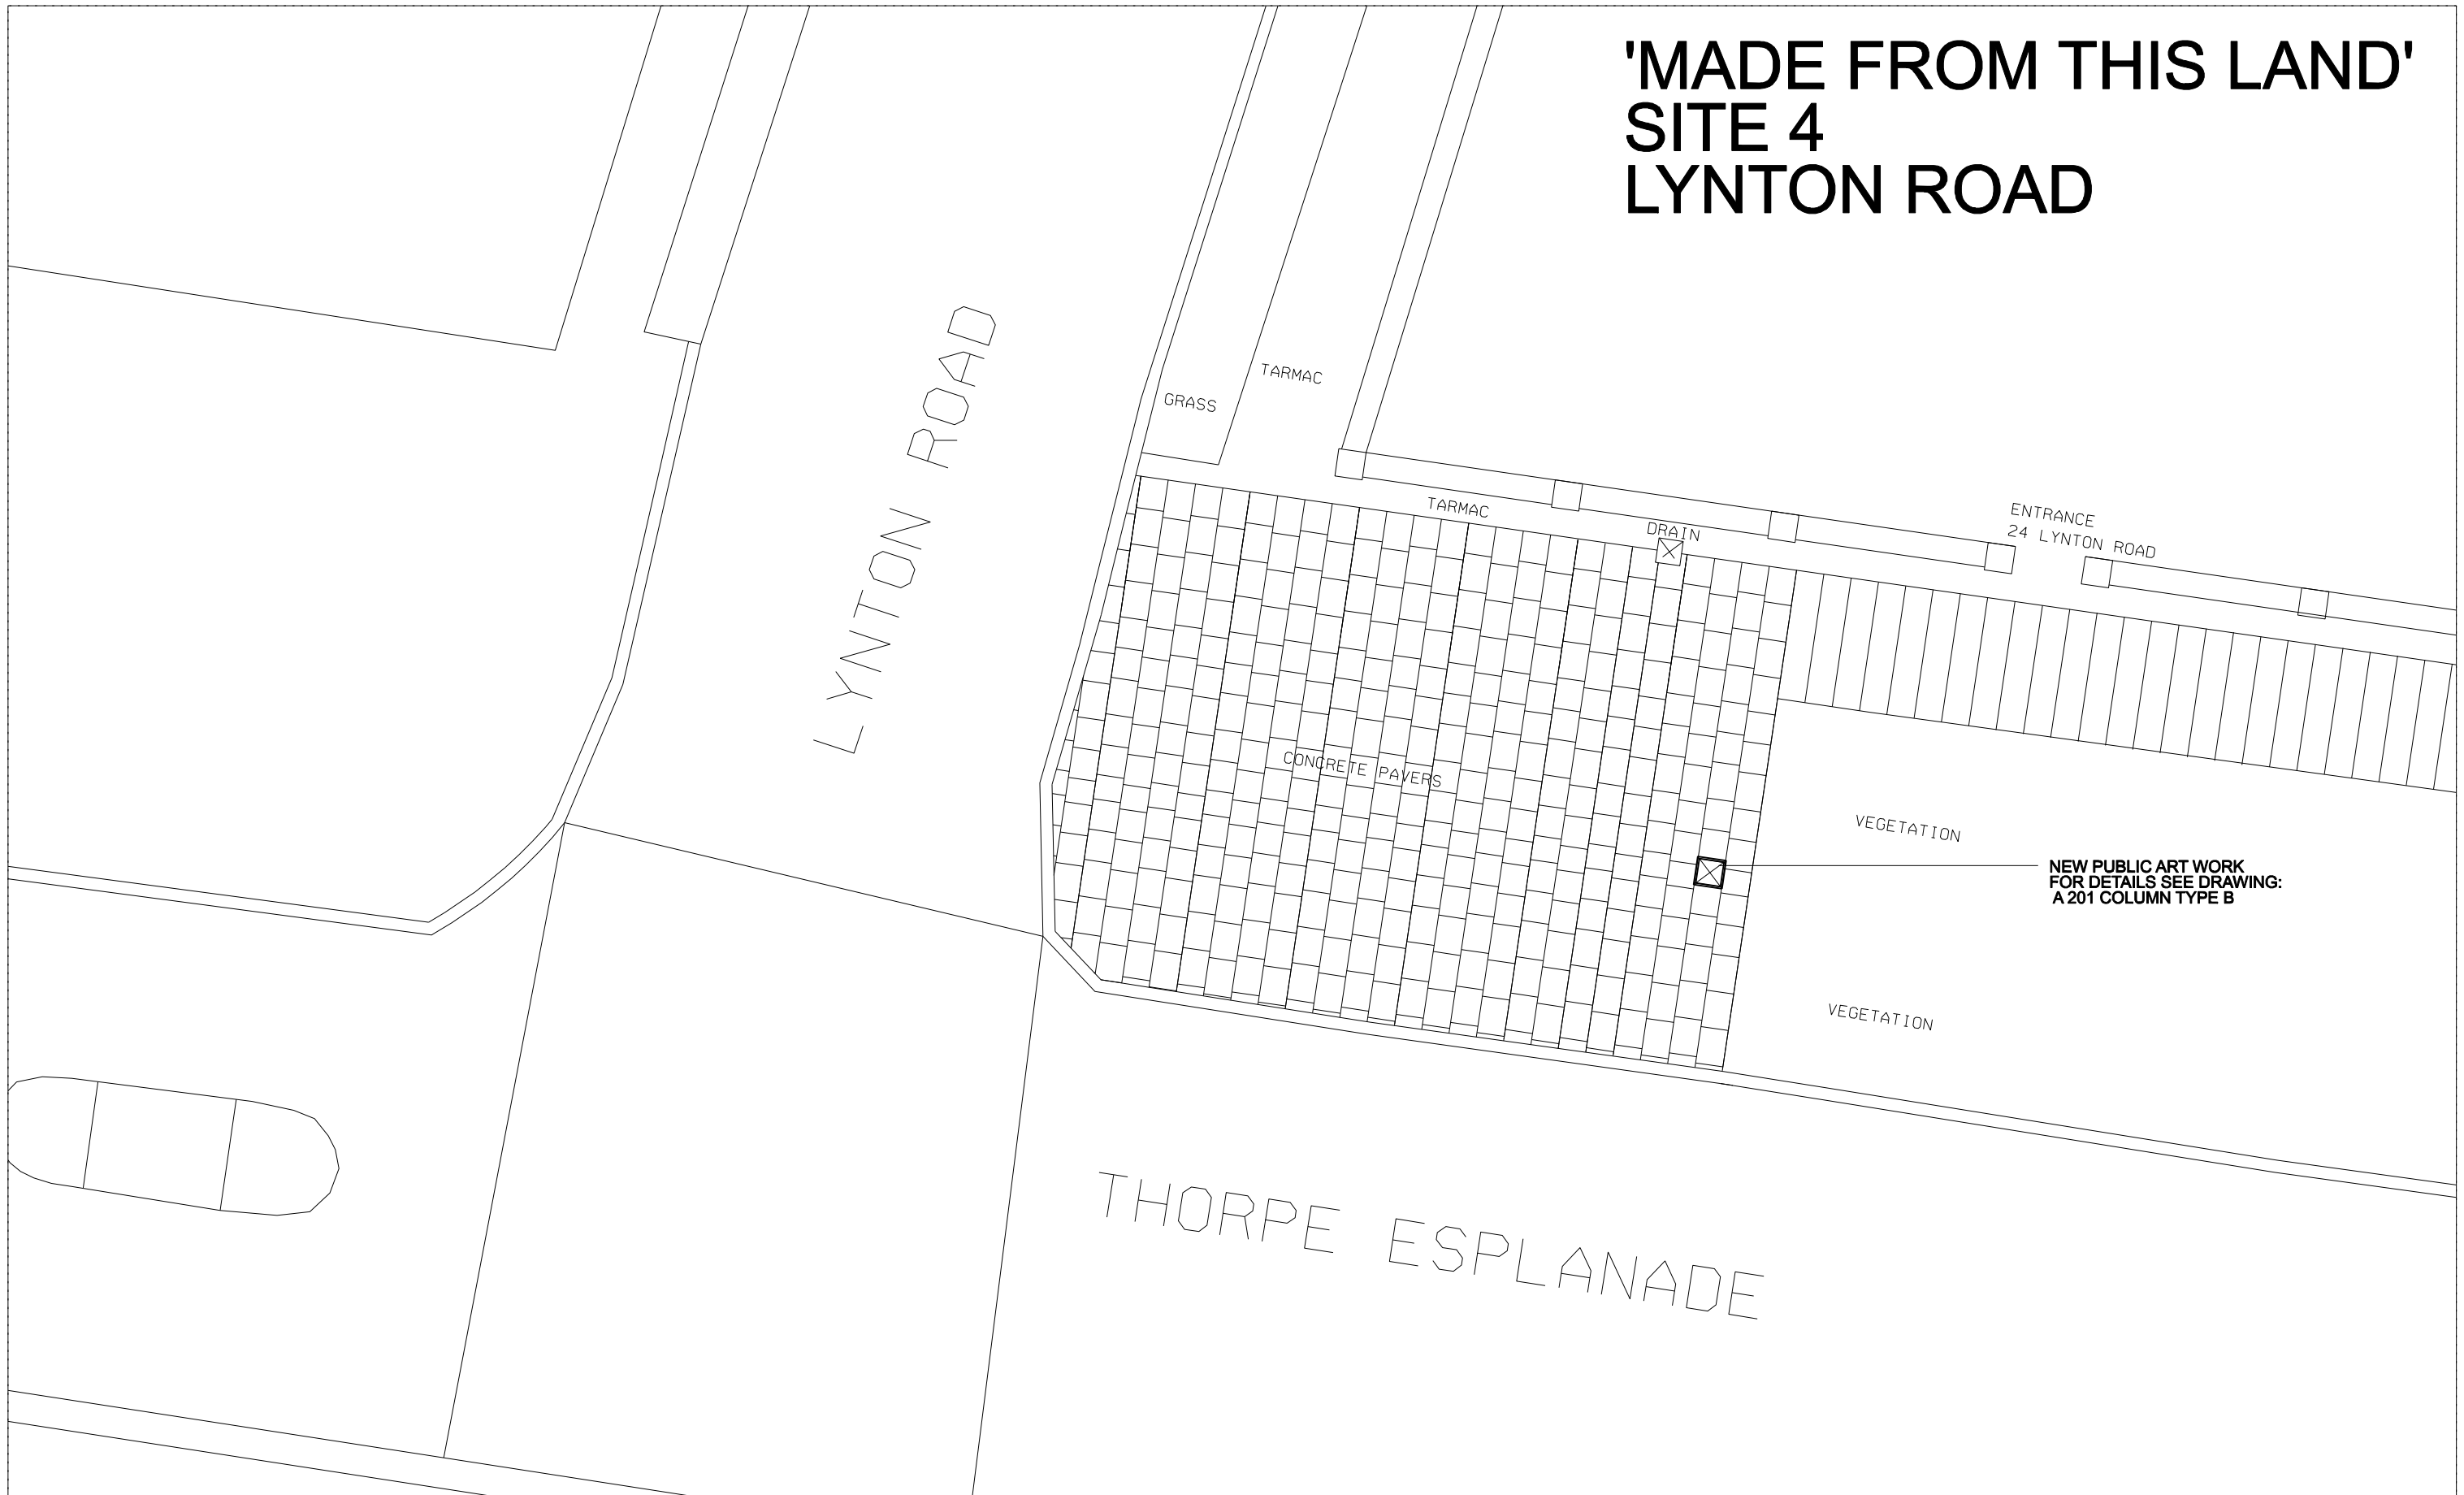 'MADE FROM THIS LAND'
SITE 4
LYNTON ROAD
LYNTON ROAD
TARMAC
GRASS
TARMAC
DRAIN
ENTRANCE
24 LYNTON ROAD
CONCRETE PAVERS
VEGETATION
NEW PUBLIC ART WORK
FOR DETAILS SEE DRAWING:
A 201 COLUMN TYPE B
VEGETATION
THORPE ESPLANADE